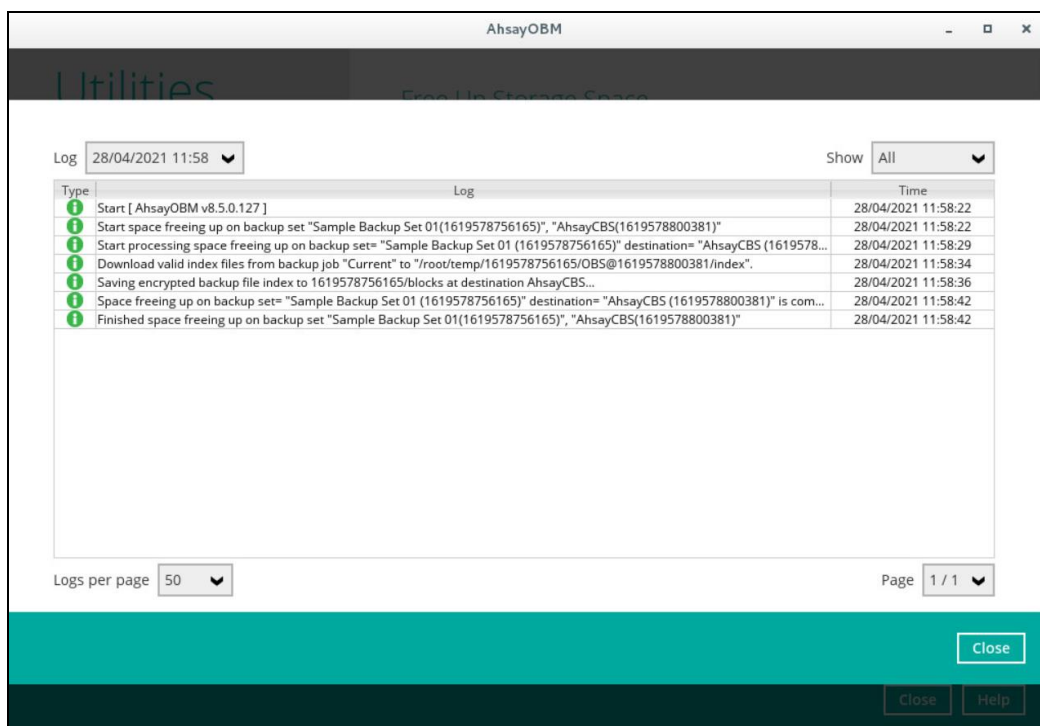 AhsayOBM
Utilities
Free Up Storage Space
Log 28/04/2021 11:58
Show All
Type Log Time
Start [ AhsayOBM v8.5.0.127 ] 28/04/2021 11:58:22
Start space freeing up on backup set "Sample Backup Set 01(1619578756165)", "AhsayCBS(1619578800381)" 28/04/2021 11:58:22
Start processing space freeing up on backup set= "Sample Backup Set 01 (1619578756165)" destination= "AhsayCBS (1619578... 28/04/2021 11:58:29
Download valid index files from backup job "Current" to "/root/temp/1619578756165/OBS@1619578800381/index". 28/04/2021 11:58:34
Saving encrypted backup file index to 1619578756165/blocks at destination AhsayCBS... 28/04/2021 11:58:36
Space freeing up on backup set= "Sample Backup Set 01 (1619578756165)" destination= "AhsayCBS (1619578800381)" is com... 28/04/2021 11:58:42
Finished space freeing up on backup set "Sample Backup Set 01(1619578756165)", "AhsayCBS(1619578800381)" 28/04/2021 11:58:42
Logs per page 50
Page 1 / 1
Close
Close Help